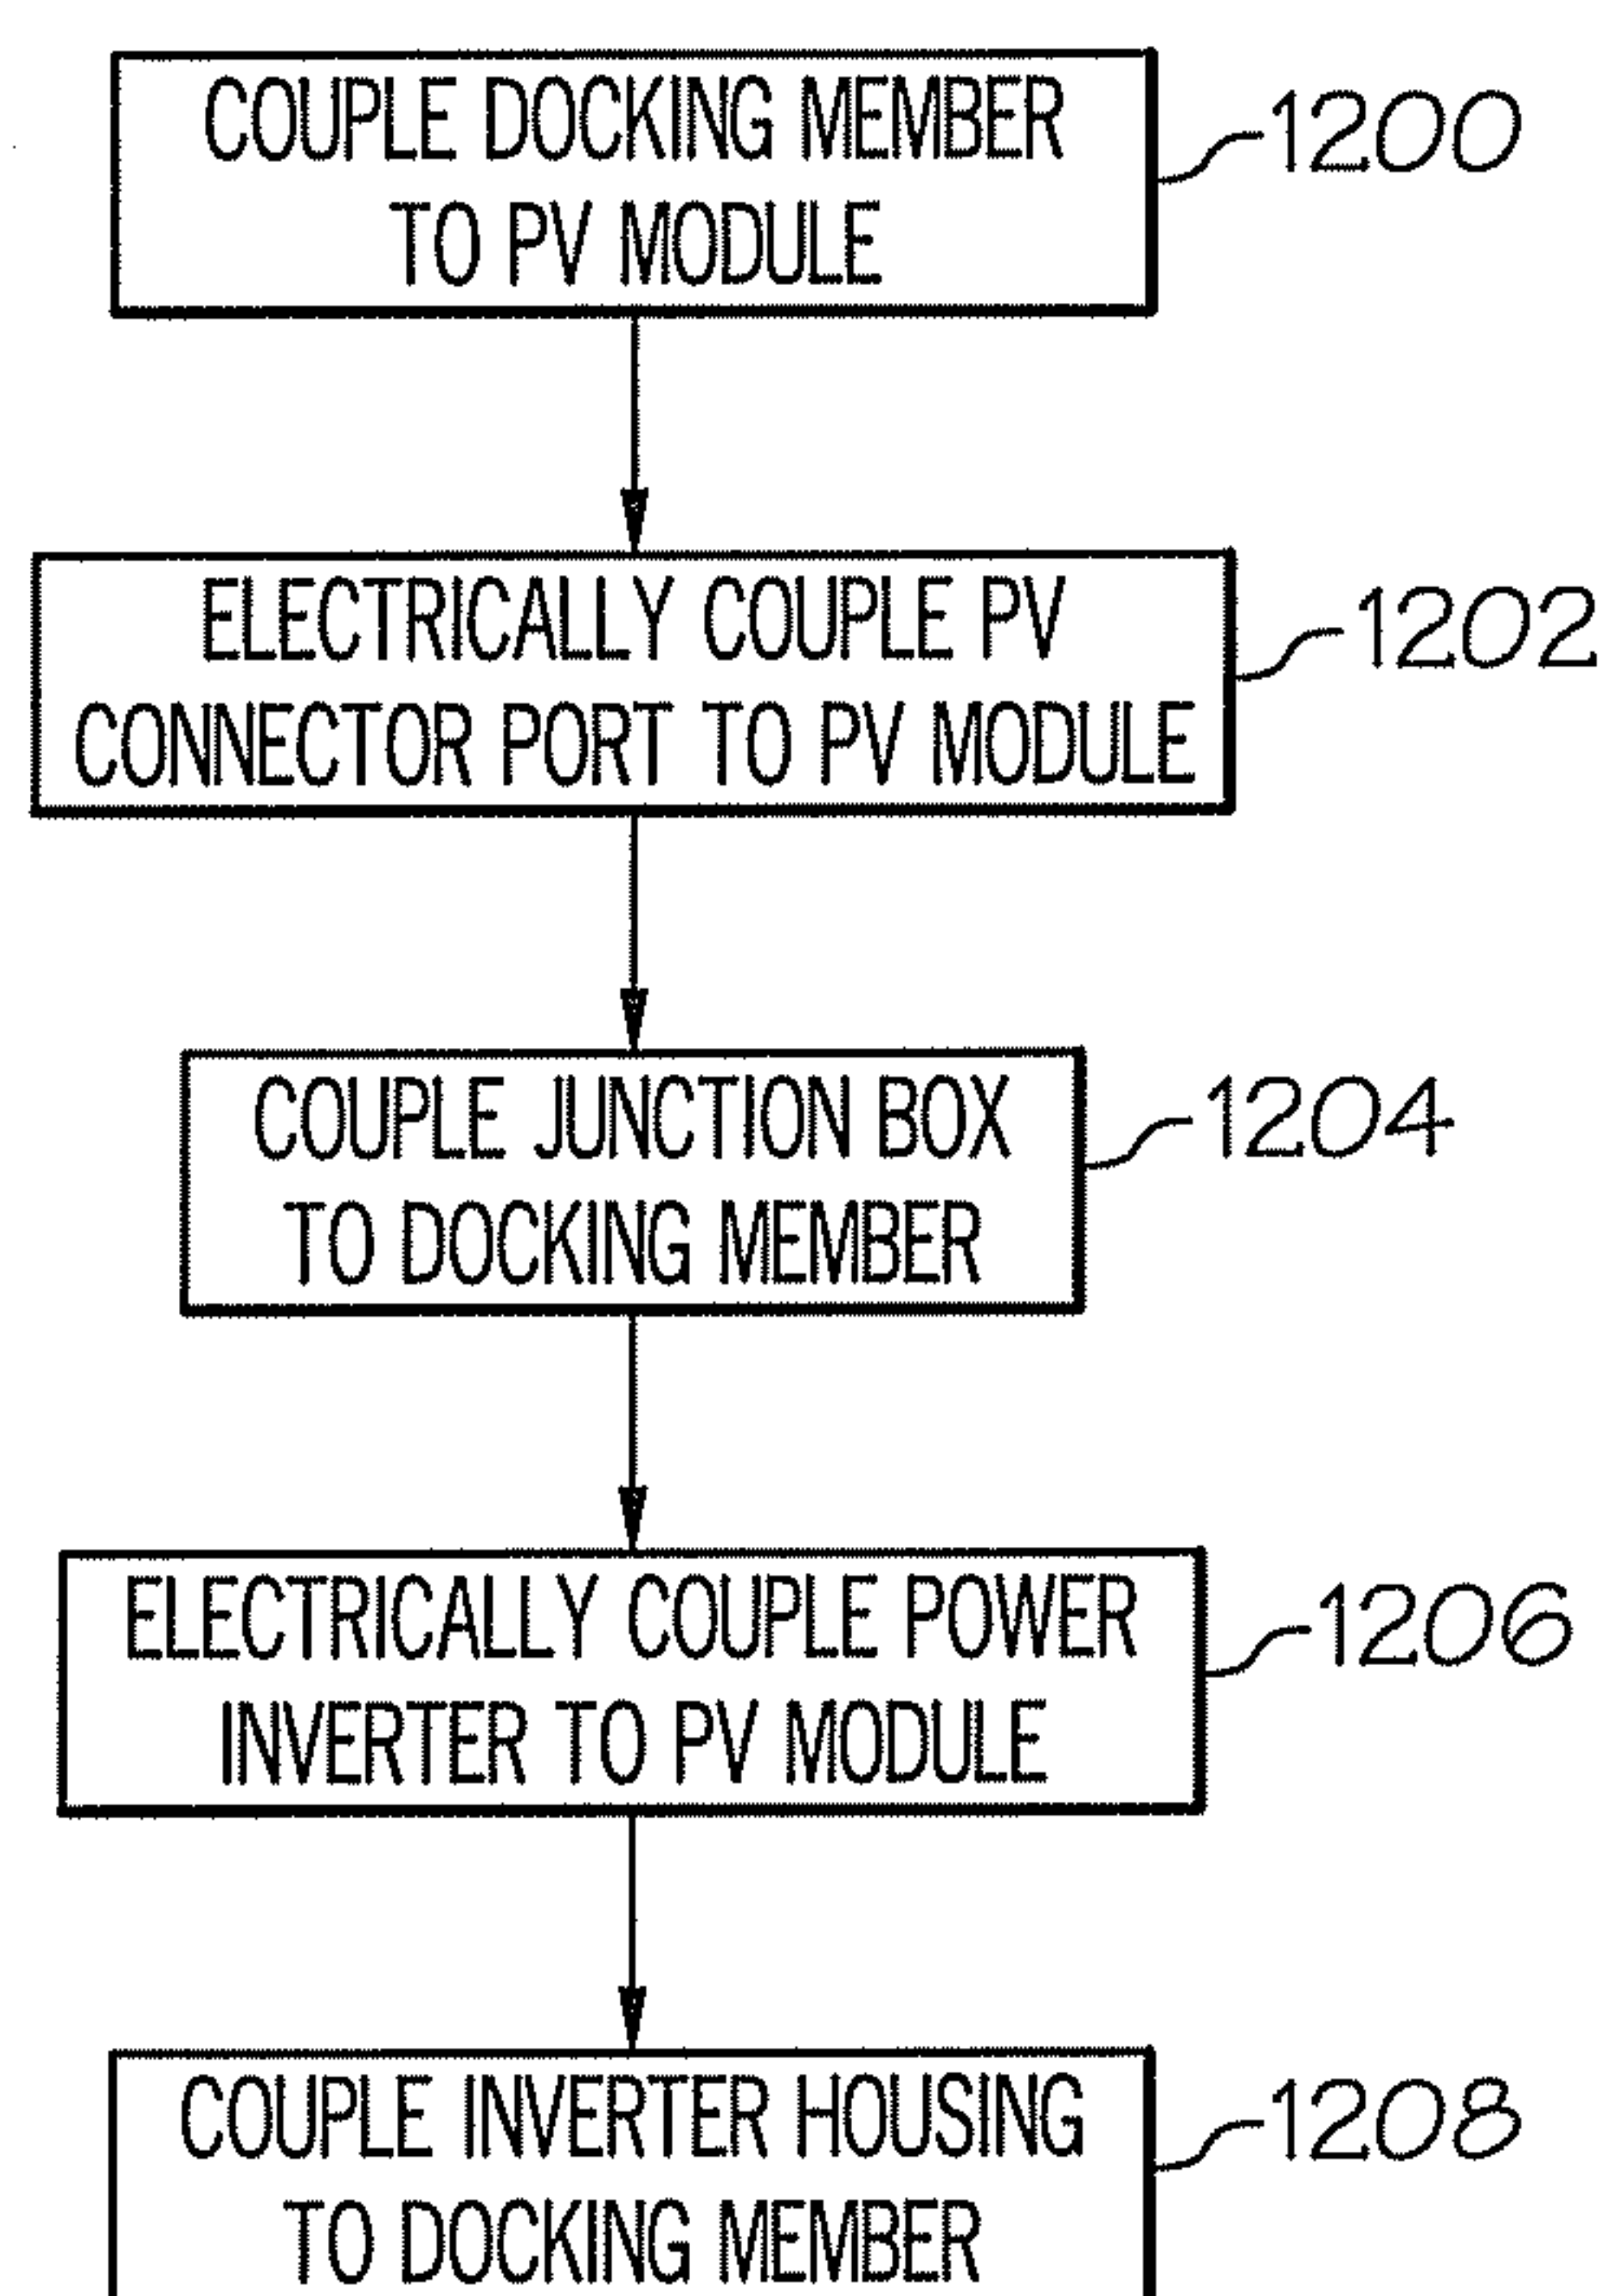 COUPLE DOCKING MEMBER
TO PV MODULE
1200
ELECTRICALLY COUPLE PV
CONNECTOR PORT TO PV MODULE
1202
COUPLE JUNCTION BOX
TO DOCKING MEMBER
1204
ELECTRICALLY COUPLE POWER
INVERTER TO PV MODULE
1206
COUPLE INVERTER HOUSING
TO DOCKING MEMBER
1208